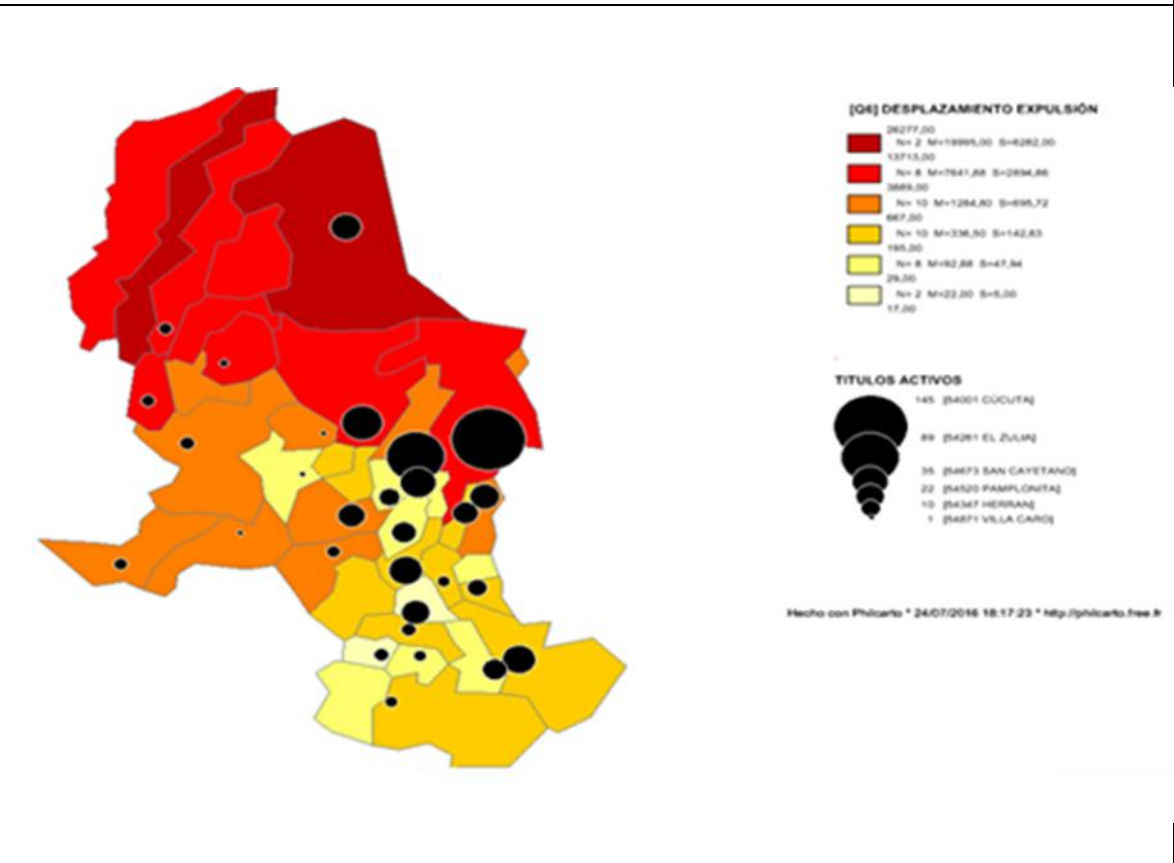 [Q6] DESPLAZAMIENTO EXPULSIÓN
26277,00
N= 2 M=19995,00 S=6282,00
13713,00
N= 8 M=7641,88 S=2894,86
3889,00
N= 10 M=1284,80 S=695,72
667,00
N= 10 M=336,50 S=142,63
195,00
N= 8 M=92,88 S=47,94
29,00
N= 2 M=22,00 S=5,00
17,00
TITULOS ACTIVOS
145 [54001 CÚCUTA]
89 [54261 EL ZULIA]
35 [54673 SAN CAYETANO]
22 [54520 PAMPLONITA]
10 [54347 HERRAN]
1 [54871 VILLA CARO]
Hecho con Philcarto * 24/07/2016 18:17:23 * http://philcarto.free.fr